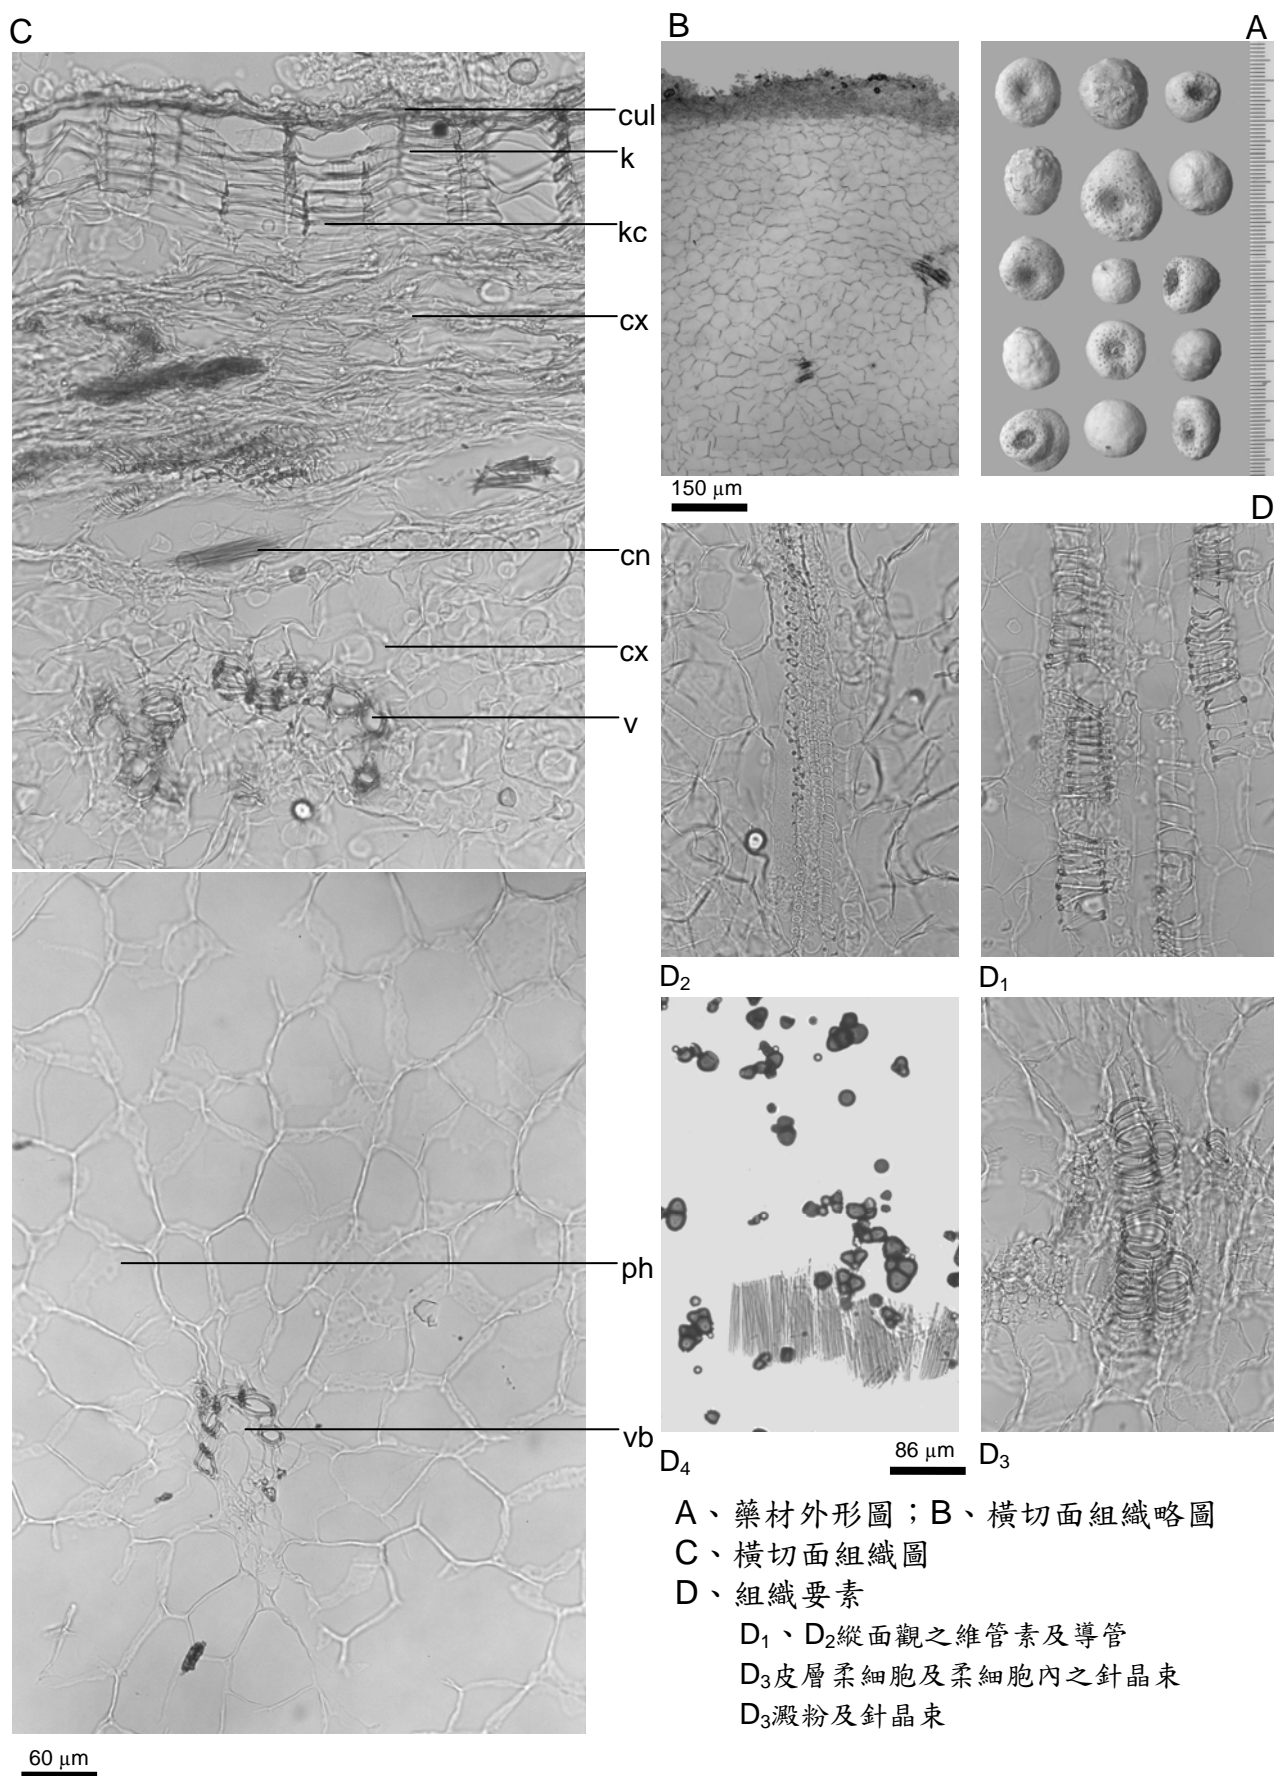 C
B
A
cul
k
kc
cx
cn
cx
v
ph
vb
60 μm
150 μm
D
D₂
D₁
D₄
86 μm
D₃
A、藥材外形圖；B、橫切面組織略圖
C、橫切面組織圖
D、組織要素
D₁、D₂縱面觀之維管素及導管
D₃皮層柔細胞及柔細胞內之針晶束
D₃澱粉及針晶束